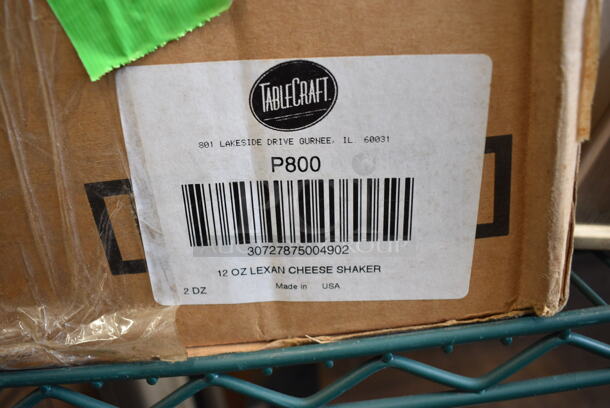 TABLECRAFT
801 LAKESIDE DRIVE GURNEE, IL 60031
P800
30727875004902
12 OZ LEXAN CHEESE SHAKER
2 DZ Made in USA